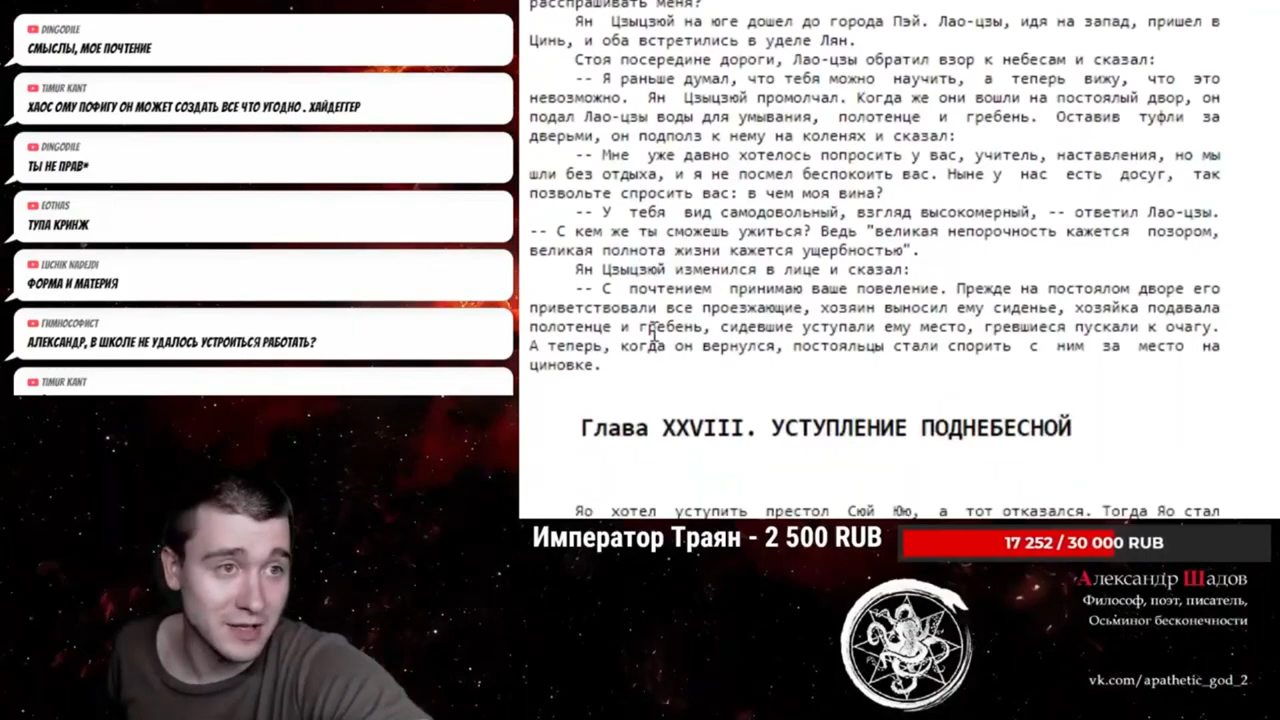 DINGODILE
СМЫСЛЫ, МОЕ ПОЧТЕНИЕ
TIMUR KANT
ХАОС ОМУ ПОФИГУ ОН МОЖЕТ СОЗДАТЬ ВСЕ ЧТО УГОДНО . ХАЙДЕГГЕР
DINGODILE
ТЫ НЕ ПРАВ*
EOTHAS
ТУПА КРИНЖ
LUCHIK NADEJDI
ФОРМА И МАТЕРИЯ
ГИМНОСОФИСТ
АЛЕКСАНДР, В ШКОЛЕ НЕ УДАЛОСЬ УСТРОИТЬСЯ РАБОТАТЬ?
TIMUR KANT
расспрашивать меня?
Ян Цзыцзюй на юге дошел до города Пэй. Лао-цзы, идя на запад, пришел в
Цинь, и оба встретились в уделе Лян.
Стоя посередине дороги, Лао-цзы обратил взор к небесам и сказал:
-- Я раньше думал, что тебя можно научить, а теперь вижу, что это
невозможно. Ян Цзыцзюй промолчал. Когда же они вошли на постоялый двор, он
подал Лао-цзы воды для умывания, полотенце и гребень. Оставив туфли за
дверьми, он подполз к нему на коленях и сказал:
-- Мне уже давно хотелось попросить у вас, учитель, наставления, но мы
шли без отдыха, и я не посмел беспокоить вас. Ныне у нас есть досуг, так
позвольте спросить вас: в чем моя вина?
-- У тебя вид самодовольный, взгляд высокомерный, -- ответил Лао-цзы.
-- С кем же ты сможешь ужиться? Ведь "великая непорочность кажется позором,
великая полнота жизни кажется ущербностью".
Ян Цзыцзюй изменился в лице и сказал:
-- С почтением принимаю ваше повеление. Прежде на постоялом дворе его
приветствовали все проезжающие, хозяин выносил ему сиденье, хозяйка подавала
полотенце и гребень, сидевшие уступали ему место, гревшиеся пускали к очагу.
А теперь, когда он вернулся, постояльцы стали спорить с ним за место на
циновке.
Глава XXVIII. УСТУПЛЕНИЕ ПОДНЕБЕСНОЙ
Яо хотел уступить престол Сюй Юю, а тот отказался. Тогда Яо стал
Император Траян - 2 500 RUB
17 252 / 30 000 RUB
Александр Шадов
Философ, поэт, писатель,
Осьминог бесконечности
vk.com/apathetic_god_2